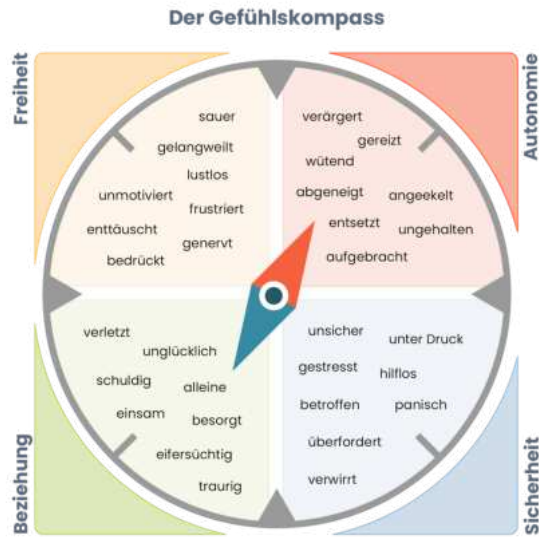 Der Gefühlskompass
Freiheit
sauer
gelangweilt
lustlos
unmotiviert
frustriert
enttäuscht
genervt
bedrückt
Autonomie
verärgert
gereizt
wütend
abgeneigt
angeekelt
entsetzt
ungehalten
aufgebracht
Beziehung
verletzt
unglücklich
schuldig
alleine
einsam
besorgt
eifersüchtig
traurig
Sicherheit
unsicher
unter Druck
gestresst
hilflos
betroffen
panisch
überfordert
verwirrt